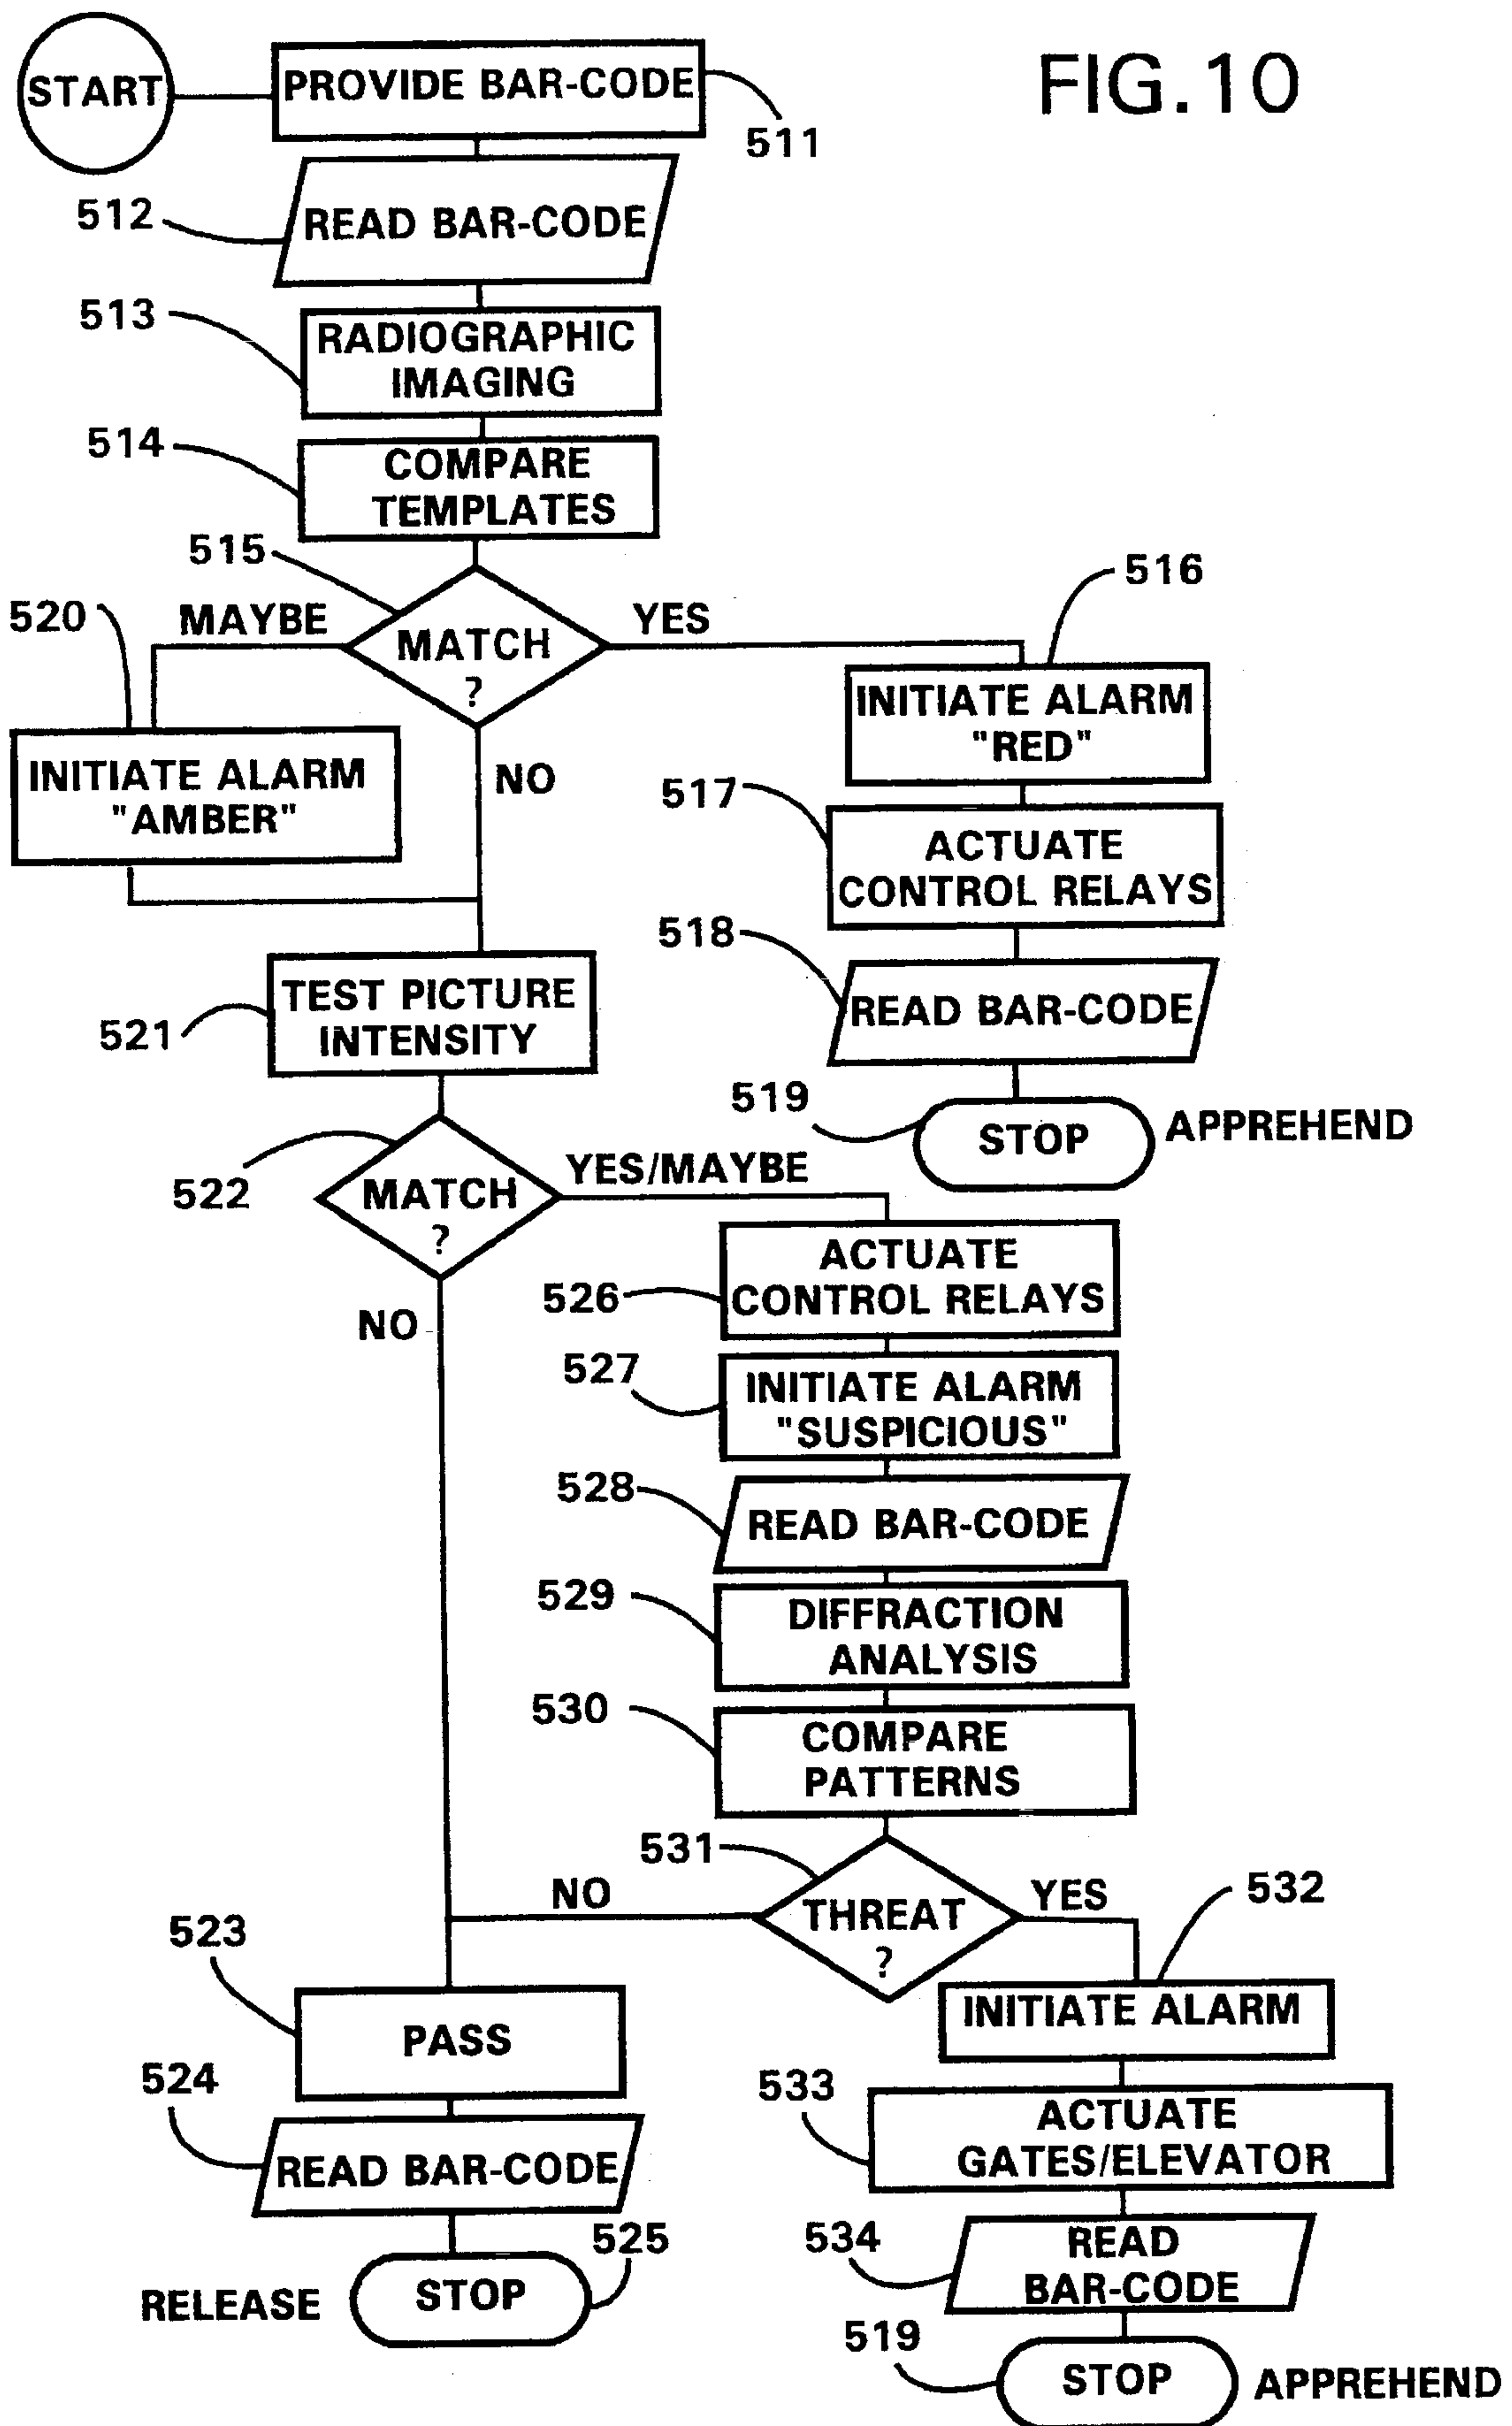 FIG.10
START
PROVIDE BAR-CODE
511
512
READ BAR-CODE
513
RADIOGRAPHIC
IMAGING
514
COMPARE
TEMPLATES
515
MATCH
?
MAYBE
YES
NO
520
INITIATE ALARM
"AMBER"
516
INITIATE ALARM
"RED"
517
ACTUATE
CONTROL RELAYS
518
READ BAR-CODE
519
STOP
APPREHEND
521
TEST PICTURE
INTENSITY
522
MATCH
?
YES/MAYBE
NO
526
ACTUATE
CONTROL RELAYS
527
INITIATE ALARM
"SUSPICIOUS"
528
READ BAR-CODE
529
DIFFRACTION
ANALYSIS
530
COMPARE
PATTERNS
531
THREAT
?
NO
YES
532
INITIATE ALARM
523
PASS
524
READ BAR-CODE
525
RELEASE
STOP
533
ACTUATE
GATES/ELEVATOR
534
READ
BAR-CODE
519
STOP
APPREHEND